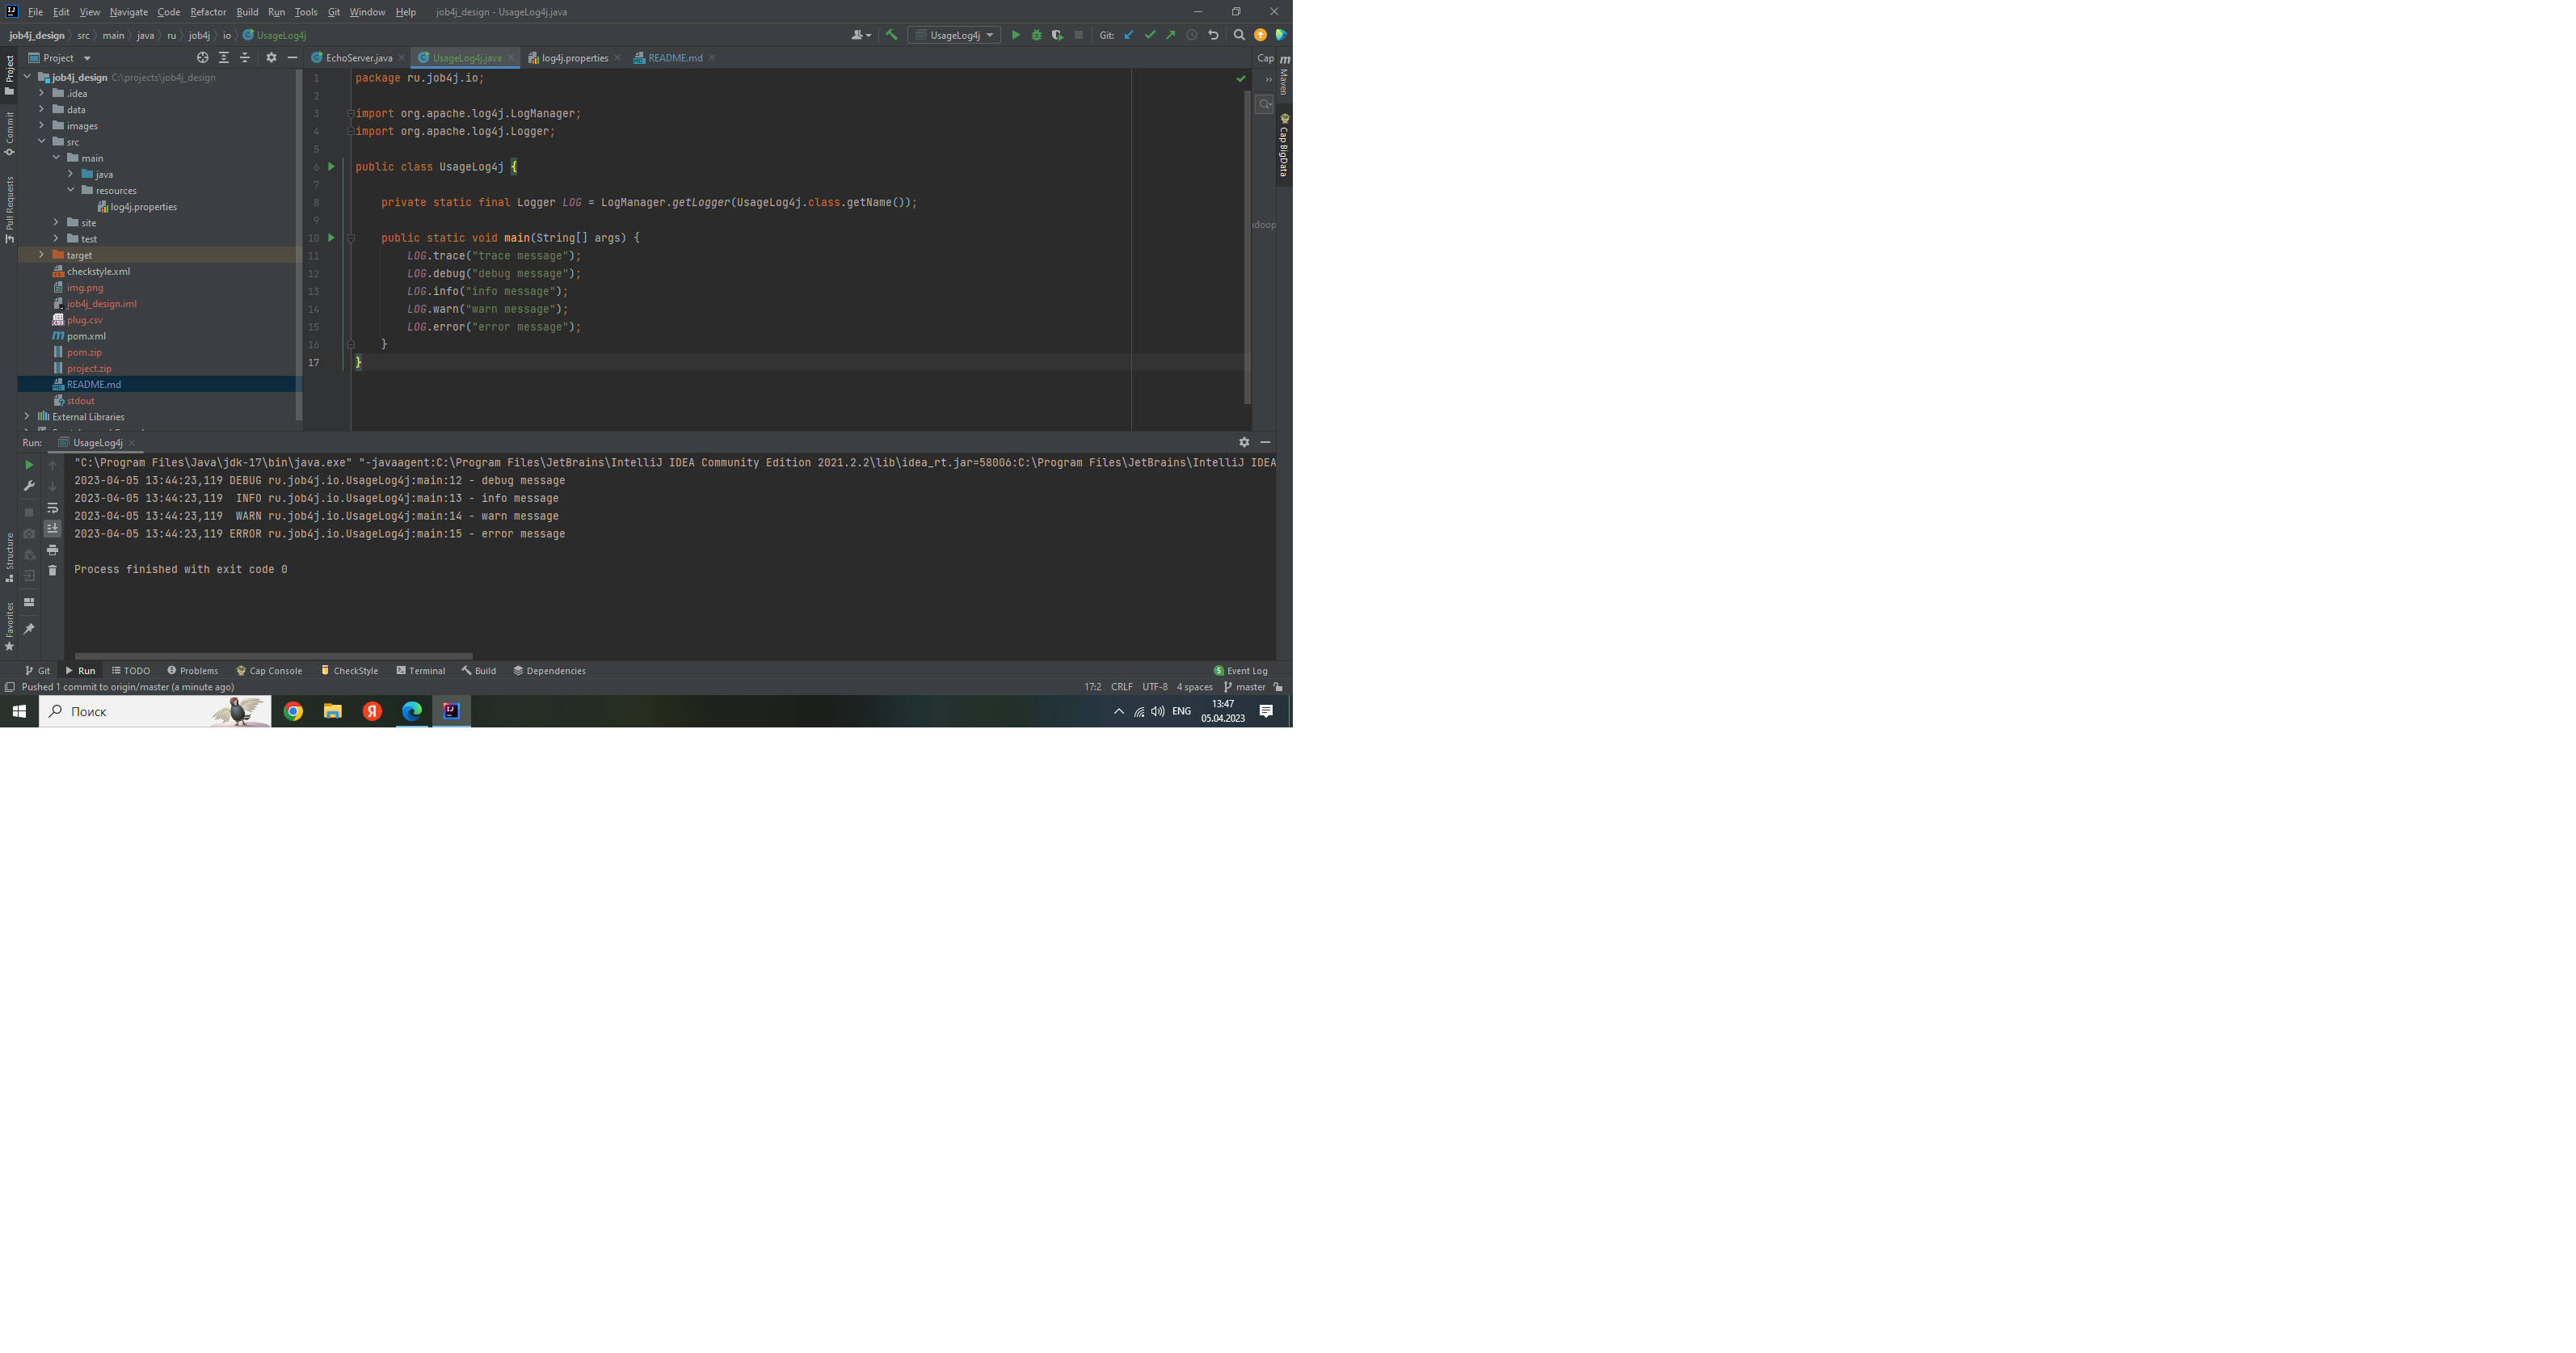 File Edit View Navigate Code Refactor Build Run Tools Git Window Help job4j_design - UsageLog4j.java
job4j_design src main java ru job4j io UsageLog4j
UsageLog4j Git:
Project
EchoServer.java UsageLog4j.java log4j.properties README.md Cap
job4j_design C:\projects\job4j_design
.idea
data
images
src
main
java
resources
log4j.properties
site
test
target
checkstyle.xml
img.png
job4j_design.iml
plug.csv
pom.xml
pom.zip
project.zip
README.md
stdout
External Libraries
1 package ru.job4j.io;
2
3 import org.apache.log4j.LogManager;
4 import org.apache.log4j.Logger;
5
6 public class UsageLog4j {
7
8 private static final Logger LOG = LogManager.getLogger(UsageLog4j.class.getName());
9
10 public static void main(String[] args) {
11 LOG.trace("trace message");
12 LOG.debug("debug message");
13 LOG.info("info message");
14 LOG.warn("warn message");
15 LOG.error("error message");
16 }
17 }
Project
Commit
Pull Requests
Structure
Favorites
Maven
Cap BigData
doop
Run: UsageLog4j
"C:\Program Files\Java\jdk-17\bin\java.exe" "-javaagent:C:\Program Files\JetBrains\IntelliJ IDEA Community Edition 2021.2.2\lib\idea_rt.jar=58006:C:\Program Files\JetBrains\IntelliJ IDEA
2023-04-05 13:44:23,119 DEBUG ru.job4j.io.UsageLog4j:main:12 - debug message
2023-04-05 13:44:23,119  INFO ru.job4j.io.UsageLog4j:main:13 - info message
2023-04-05 13:44:23,119  WARN ru.job4j.io.UsageLog4j:main:14 - warn message
2023-04-05 13:44:23,119 ERROR ru.job4j.io.UsageLog4j:main:15 - error message
Process finished with exit code 0
Git Run TODO Problems Cap Console CheckStyle Terminal Build Dependencies 5 Event Log
Pushed 1 commit to origin/master (a minute ago) 17:2 CRLF UTF-8 4 spaces master
Поиск ENG 13:47
05.04.2023